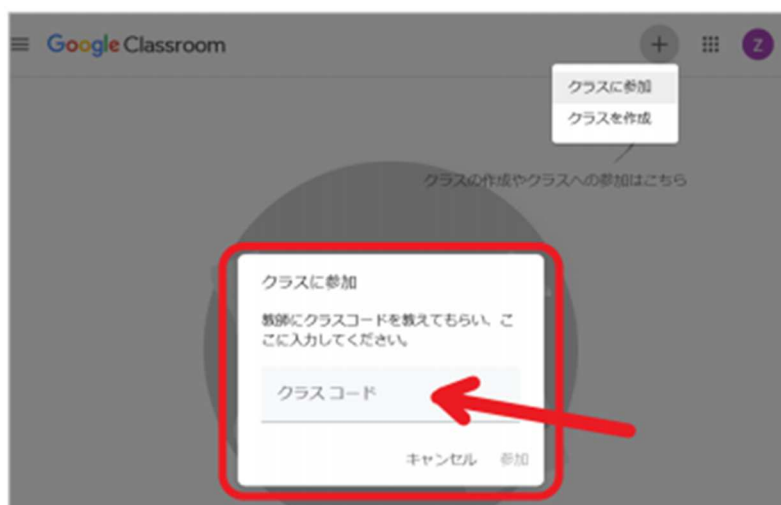 Google Classroom
Z
クラスに参加
クラスを作成
クラスの作成やクラスへの参加はこちら
クラスに参加
教師にクラスコードを教えてもらい、こ
こに入力してください。
クラス コード
キャンセル 参加